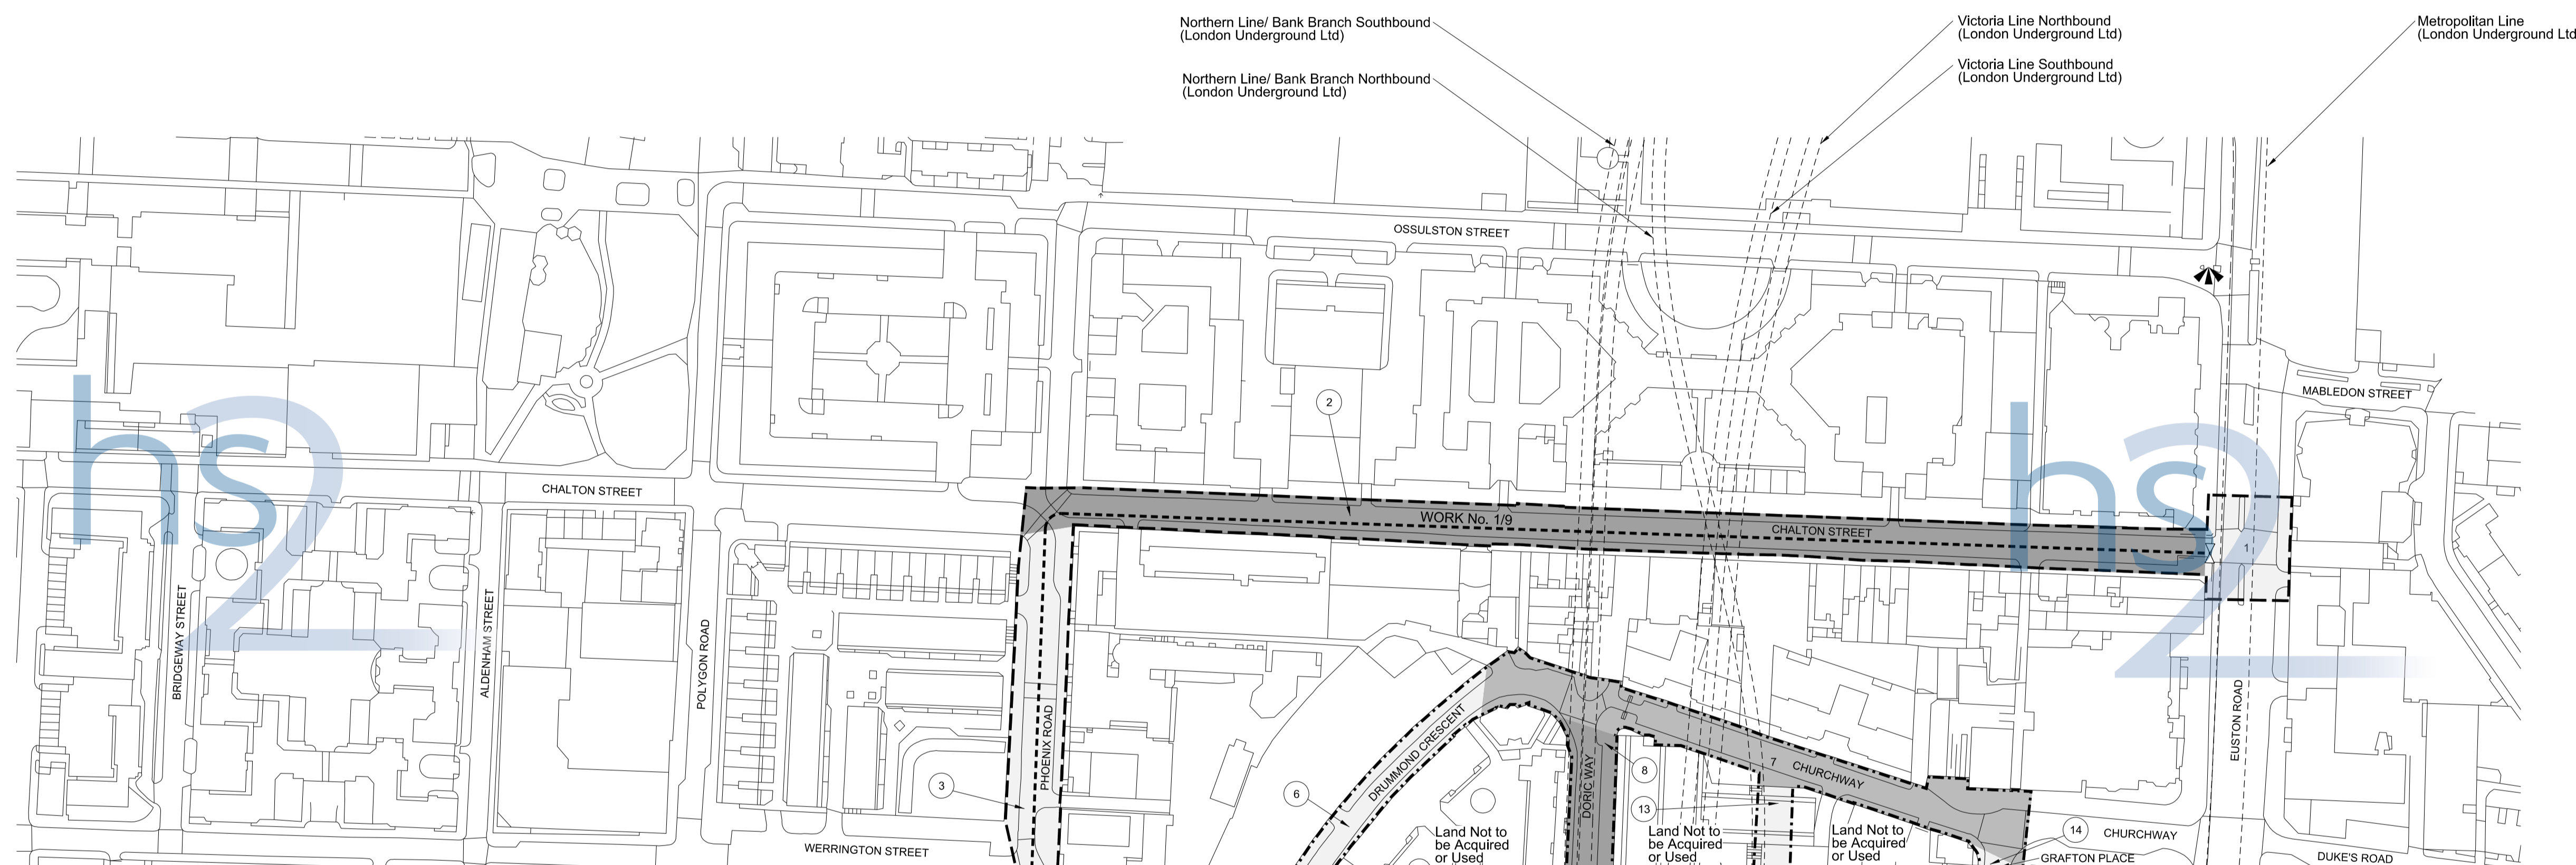 Northern Line/ Bank Branch Southbound
(London Underground Ltd)
Victoria Line Northbound
(London Underground Ltd)
Metropolitan Line
(London Underground Ltd
Northern Line/ Bank Branch Northbound
(London Underground Ltd)
Victoria Line Southbound
(London Underground Ltd)
OSSULSTON STREET
MABLEDON STREET
2
hs2
hs2
CHALTON STREET
WORK No. 1/9
CHALTON STREET
1
BRIDGEWAY STREET
ALDENHAM STREET
POLYGON ROAD
PHOENIX ROAD
EUSTON ROAD
DRUMMOND CRESCENT
DORIC WAY
7
CHURCHWAY
8
3
6
13
14
Land Not to
be Acquired
or Used
Land Not to
be Acquired
or Used
Land Not to
be Acquired
or Used
CHURCHWAY
WERRINGTON STREET
GRAFTON PLACE
DUKE'S ROAD